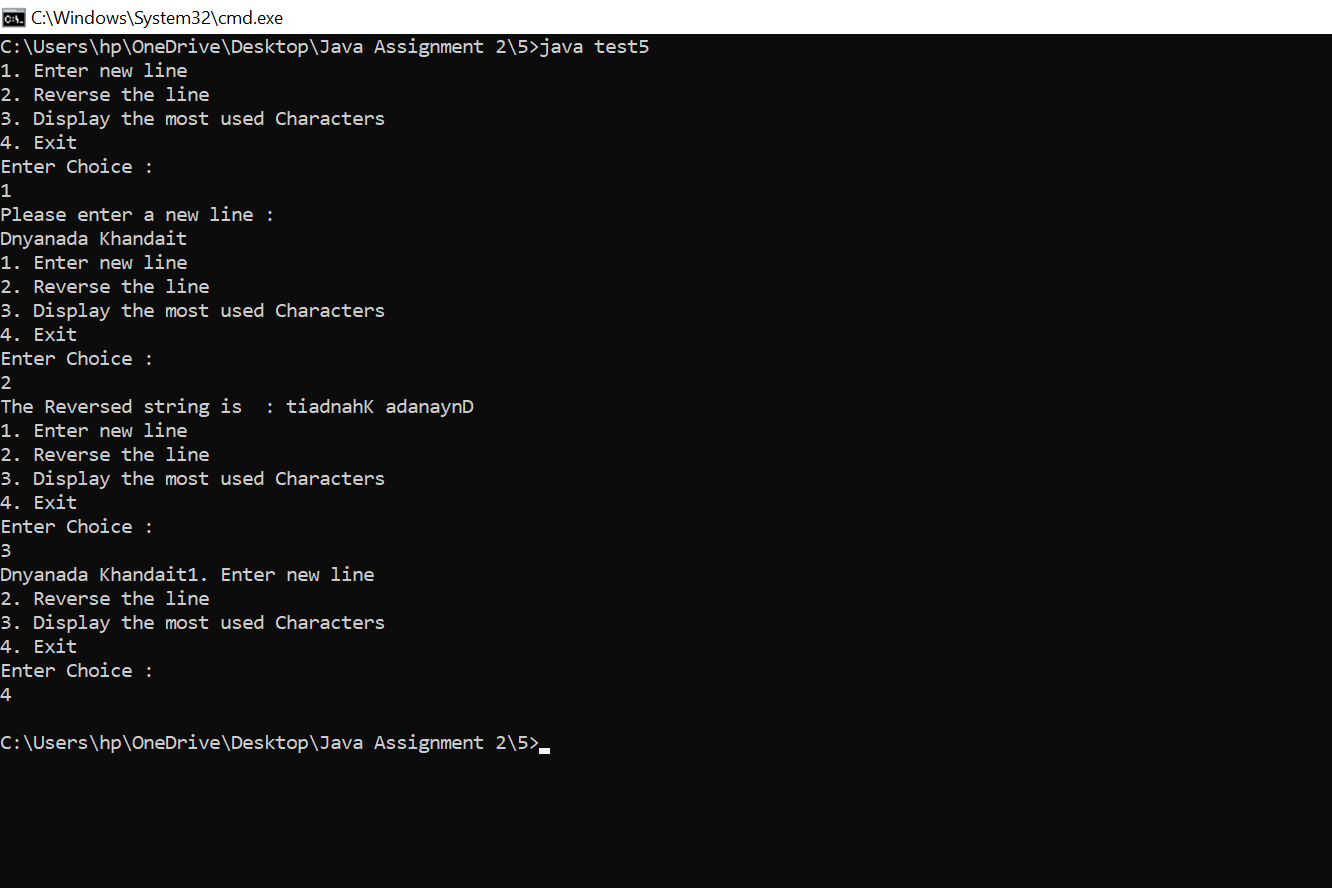 C:\Windows\System32\cmd.exe
C:\Users\hp\OneDrive\Desktop\Java Assignment 2\5>java test5
1. Enter new line
2. Reverse the line
3. Display the most used Characters
4. Exit
Enter Choice :
1
Please enter a new line :
Dnyanada Khandait
1. Enter new line
2. Reverse the line
3. Display the most used Characters
4. Exit
Enter Choice :
2
The Reversed string is  : tiadnahK adanaynD
1. Enter new line
2. Reverse the line
3. Display the most used Characters
4. Exit
Enter Choice :
3
Dnyanada Khandait1. Enter new line
2. Reverse the line
3. Display the most used Characters
4. Exit
Enter Choice :
4
C:\Users\hp\OneDrive\Desktop\Java Assignment 2\5>